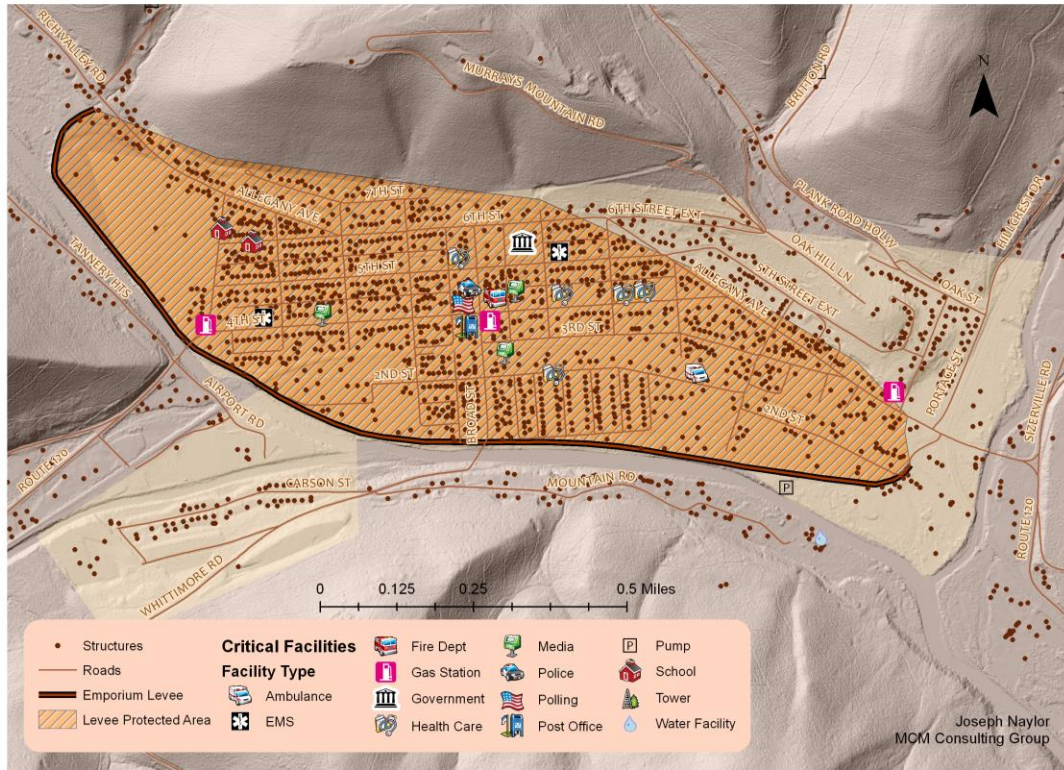 RICH VALLEY RD
MURRAYS MOUNTAIN RD
BRITTON RD
N
PLANK ROAD HOLW
HILLCREST DR
7TH ST
ALLEGANY AVE
6TH ST
6TH STREET EXT
OAK HILL LN
OAK ST
TANNERY HTS
5TH ST
ALLEGANY AVE
5TH STREET EXT
4TH ST
3RD ST
2ND ST
PORTAGE ST
SIZERVILLE RD
AIRPORT RD
BROAD ST
2ND ST
ROUTE 120
CARSON ST
MOUNTAIN RD
P
ROUTE 120
WHITTIMORE RD
0 0.125 0.25 0.5 Miles
Structures
Roads
Emporium Levee
Levee Protected Area
Critical Facilities
Facility Type
Ambulance
EMS
Fire Dept
Gas Station
Government
Health Care
Media
Police
Polling
Post Office
P Pump
School
Tower
Water Facility
Joseph Naylor
MCM Consulting Group